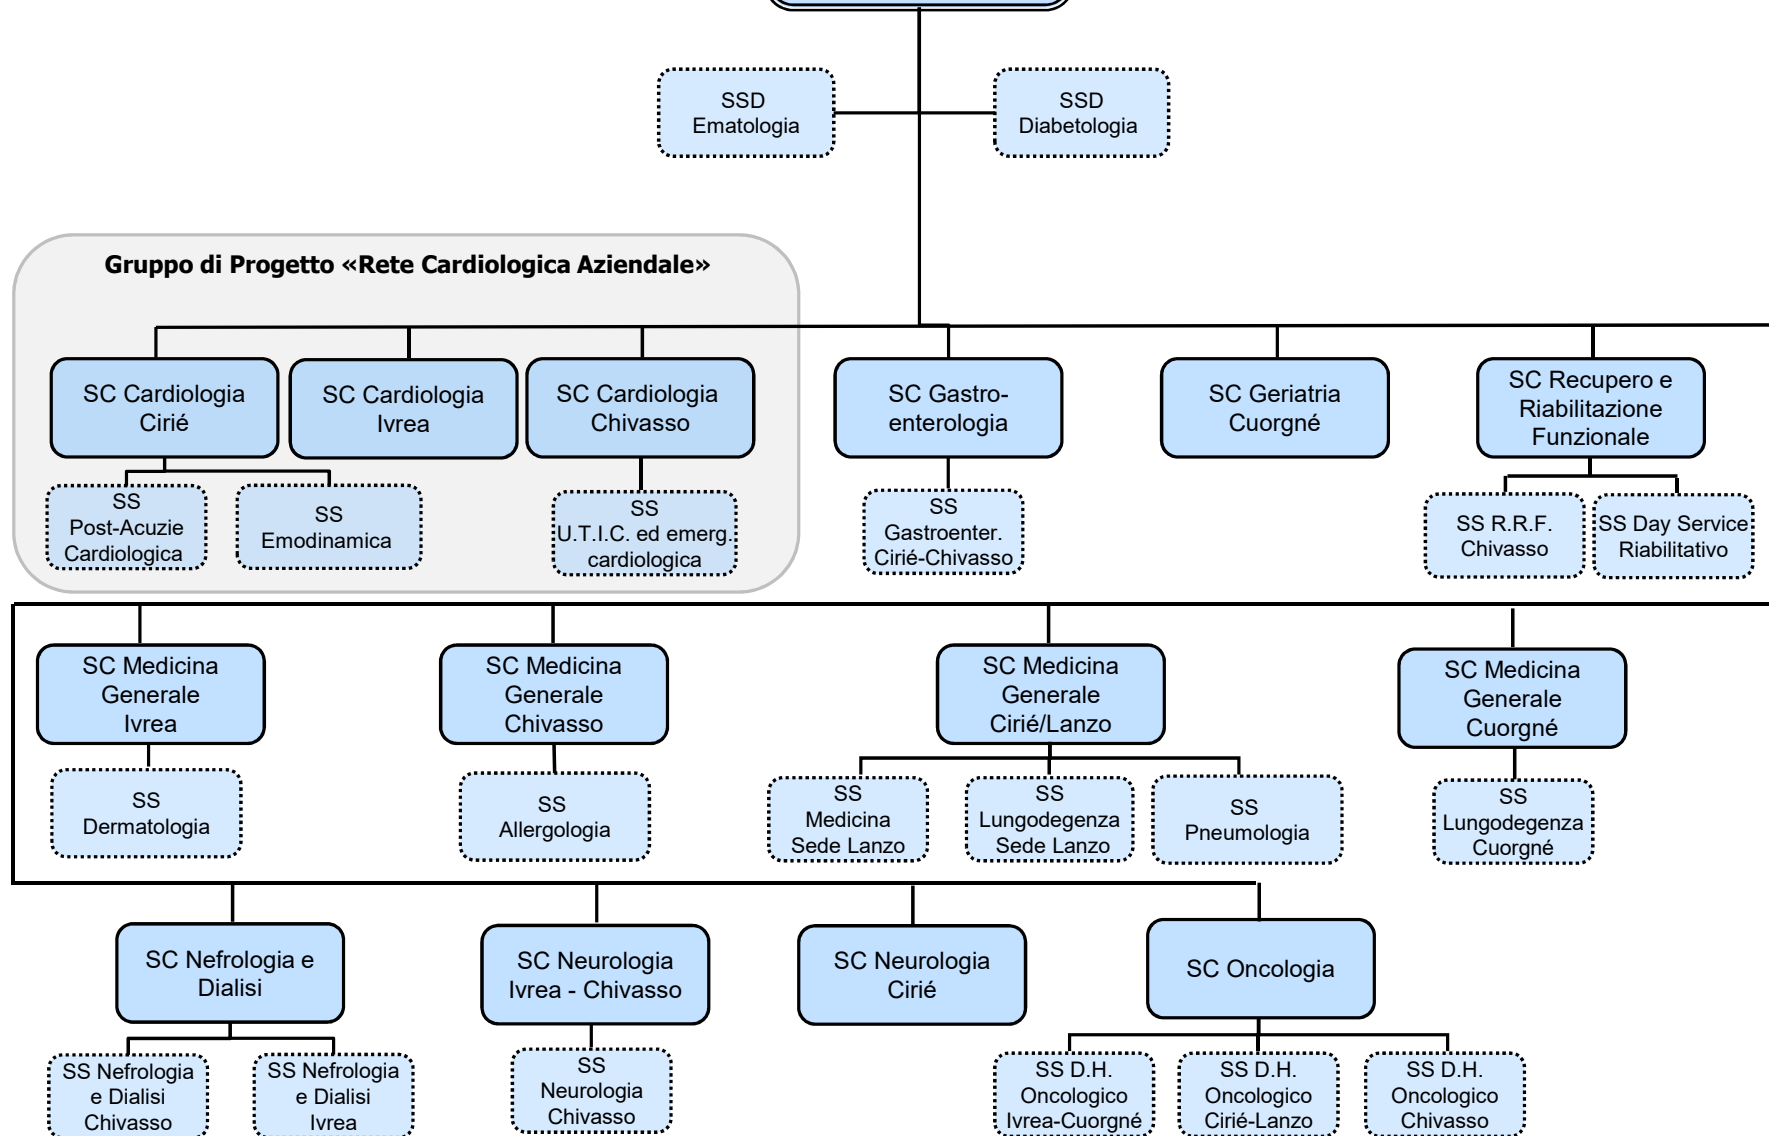 SSD
Ematologia
SSD
Diabetologia
Gruppo di Progetto «Rete Cardiologica Aziendale»
SC Cardiologia
Cirié
SC Cardiologia
Ivrea
SC Cardiologia
Chivasso
SC Gastro-
enterologia
SC Geriatria
Cuorgné
SC Recupero e
Riabilitazione
Funzionale
SS
Post-Acuzie
Cardiologica
SS
Emodinamica
SS
U.T.I.C. ed emerg.
cardiologica
SS
Gastroenter.
Cirié-Chivasso
SS R.R.F.
Chivasso
SS Day Service
Riabilitativo
SC Medicina
Generale
Ivrea
SC Medicina
Generale
Chivasso
SC Medicina
Generale
Cirié/Lanzo
SC Medicina
Generale
Cuorgné
SS
Dermatologia
SS
Allergologia
SS
Medicina
Sede Lanzo
SS
Lungodegenza
Sede Lanzo
SS
Pneumologia
SS
Lungodegenza
Cuorgné
SC Nefrologia e
Dialisi
SC Neurologia
Ivrea - Chivasso
SC Neurologia
Cirié
SC Oncologia
SS Nefrologia
e Dialisi
Chivasso
SS Nefrologia
e Dialisi
Ivrea
SS
Neurologia
Chivasso
SS D.H.
Oncologico
Ivrea-Cuorgné
SS D.H.
Oncologico
Cirié-Lanzo
SS D.H.
Oncologico
Chivasso